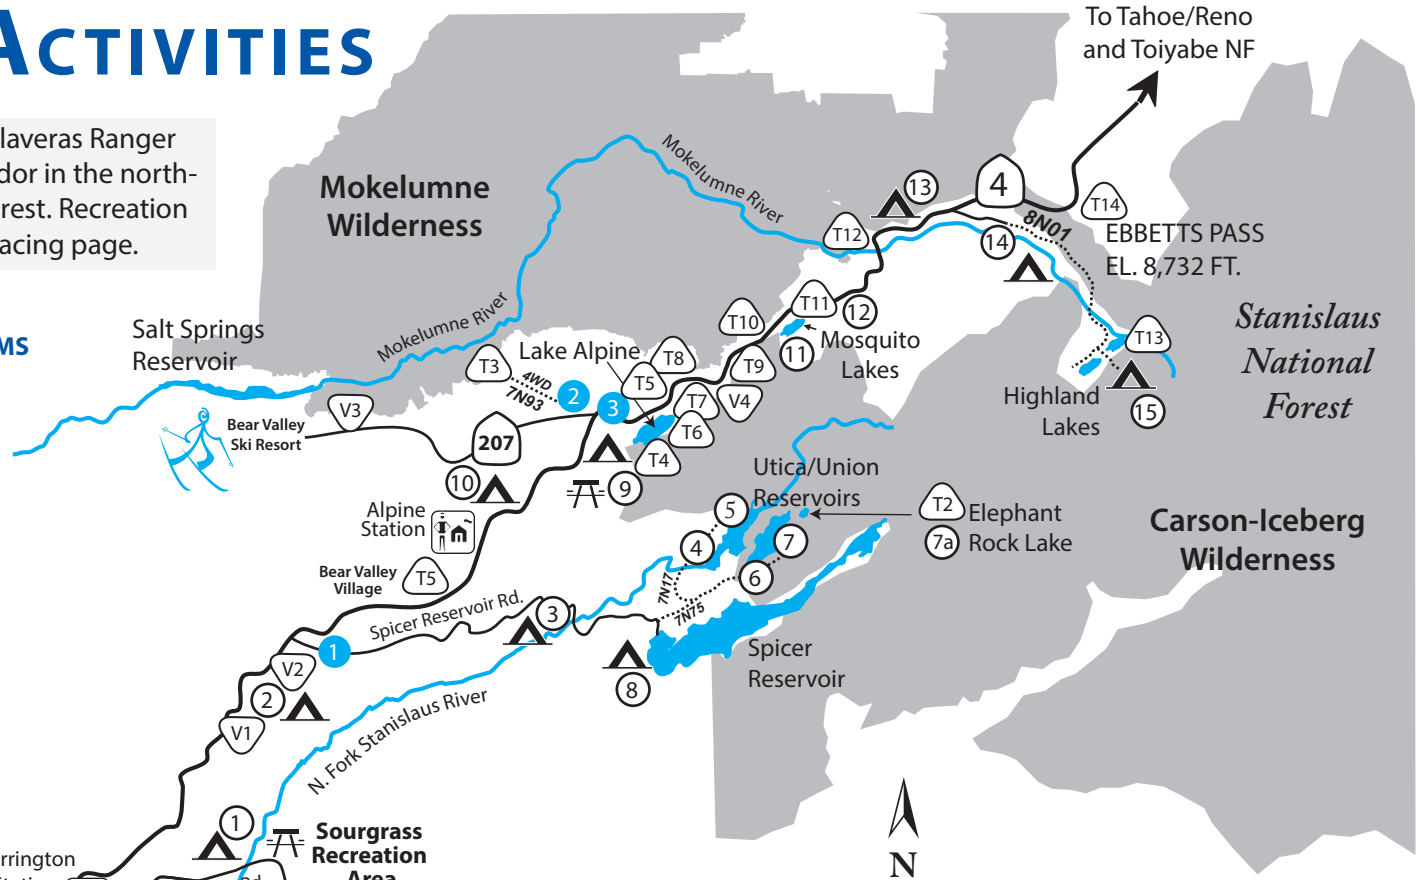 ACTIVITIES
To Tahoe/Reno
and Toiyabe NF
laveras Ranger
dor in the north-
rest. Recreation
acing page.
MS
Mokelumne
Wilderness
Mokelumne River
13
4
T14
T12
8N01
14
EBBETTS PASS
EL. 8,732 FT.
Salt Springs
Reservoir
Mokelumne River
T11
12
T10
11
Mosquito
Lakes
T13
Stanislaus
National
Forest
Lake Alpine
T8
T3
4WD
7N93
2
T5
3
T9
T7
V4
T6
T4
Highland
Lakes
15
V3
Bear Valley
Ski Resort
207
10
9
Utica/Union
Reservoirs
5
4
7
6
T2
Elephant
7a
Rock Lake
Carson-Iceberg
Wilderness
Alpine
Station
Bear Valley
Village
T5
7N17
7N75
Spicer Reservoir Rd.
3
1
8
Spicer
Reservoir
V2
2
V1
N. Fork Stanislaus River
1
Sourgrass
Recreation
Area
N
rrington
Rd